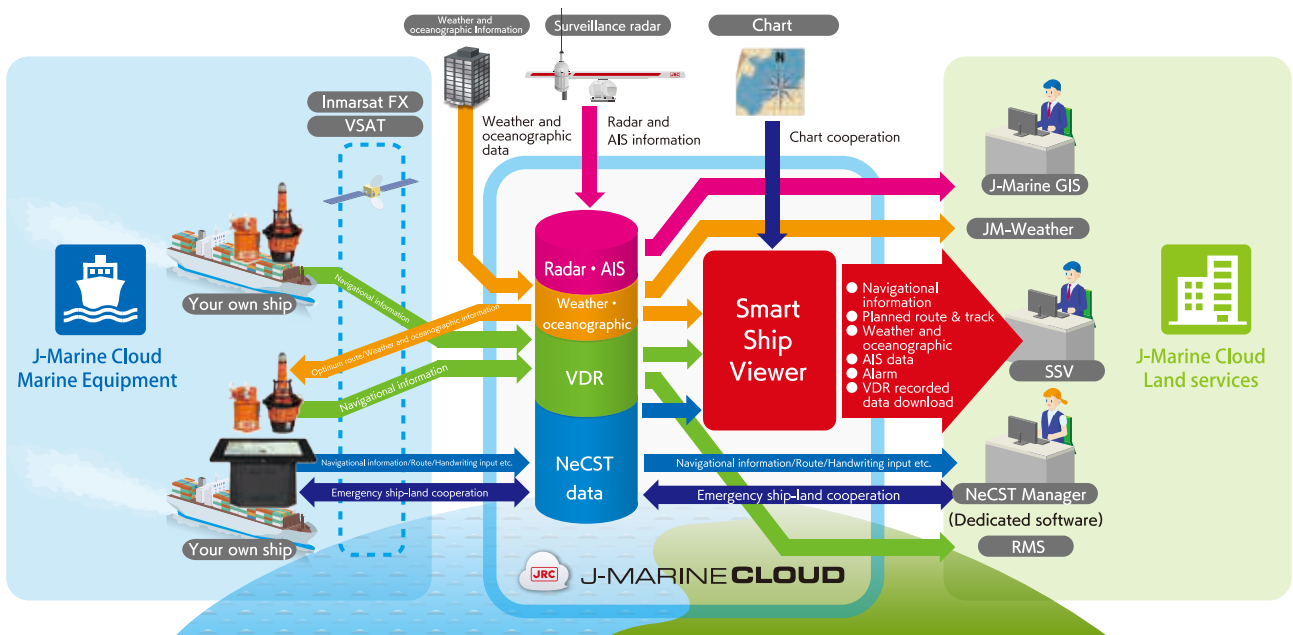 Weather and
oceanographic Information
Surveillance radar
Chart
JRC
N
Inmarsat FX
VSAT
Weather and
oceanographic
data
Radar and
AIS information
Chart cooperation
J-Marine GIS
JM-Weather
Your own ship
Navigational information
Optimum route/Weather and oceanographic information
Navigational information
J-Marine Cloud
Marine Equipment
Radar・AIS
Weather・
oceanographic
VDR
NeCST
data
Smart
Ship
Viewer
● Navigational
information
● Planned route & track
● Weather and
● oceanographic
● AIS data
● Alarm
● VDR recorded
data download
SSV
J-Marine Cloud
Land services
Navigational information/Route/Handwriting input etc.
Emergency ship-land cooperation
Navigational information/Route/Handwriting input etc.
Emergency ship-land cooperation
NeCST Manager
(Dedicated software)
RMS
Your own ship
JRC J-MARINE CLOUD